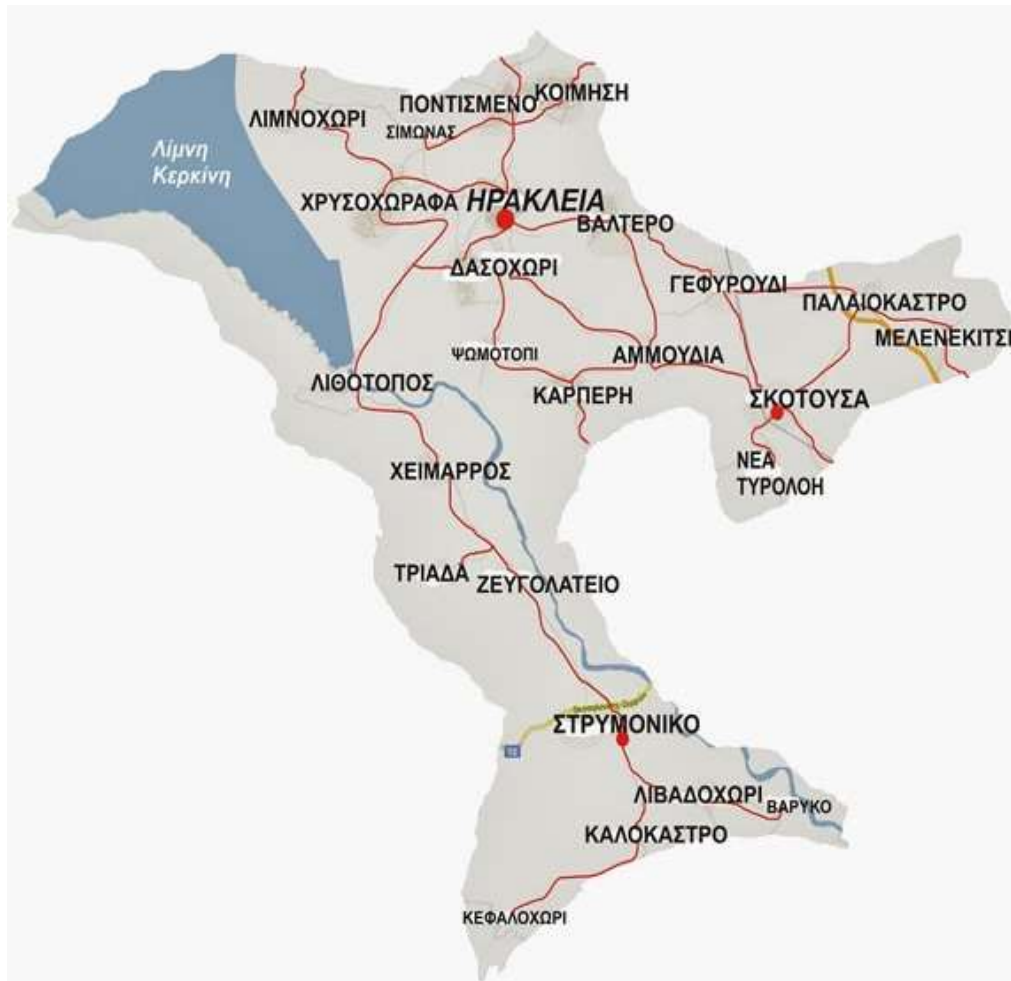 ΚΟΙΜΗΣΗ
ΠΟΝΤΙΣΜΕΝΟ
ΛΙΜΝΟΧΩΡΙ
ΣΙΜΩΝΑΣ
Λίμνη
Κερκίνη
ΧΡΥΣΟΧΩΡΑΦΑ
ΗΡΑΚΛΕΙΑ
ΒΑΛΤΕΡΟ
ΔΑΣΟΧΩΡΙ
ΓΕΦΥΡΟΥΔΙ
ΠΑΛΑΙΟΚΑΣΤΡΟ
ΜΕΛΕΝΕΚΙΤΣΙ
ΨΩΜΟΤΟΠΙ
ΑΜΜΟΥΔΙΑ
ΛΙΘΟΤΟΠΟΣ
ΚΑΡΠΕΡΗ
ΣΚΟΤΟΥΣΑ
ΧΕΙΜΑΡΡΟΣ
ΝΕΑ
ΤΥΡΟΛΟΗ
ΤΡΙΑΔΑ
ΖΕΥΓΟΛΑΤΕΙΟ
ΣΤΡΥΜΟΝΙΚΟ
ΛΙΒΑΔΟΧΩΡΙ
ΒΑΡΥΚΟ
ΚΑΛΟΚΑΣΤΡΟ
ΚΕΦΑΛΟΧΩΡΙ